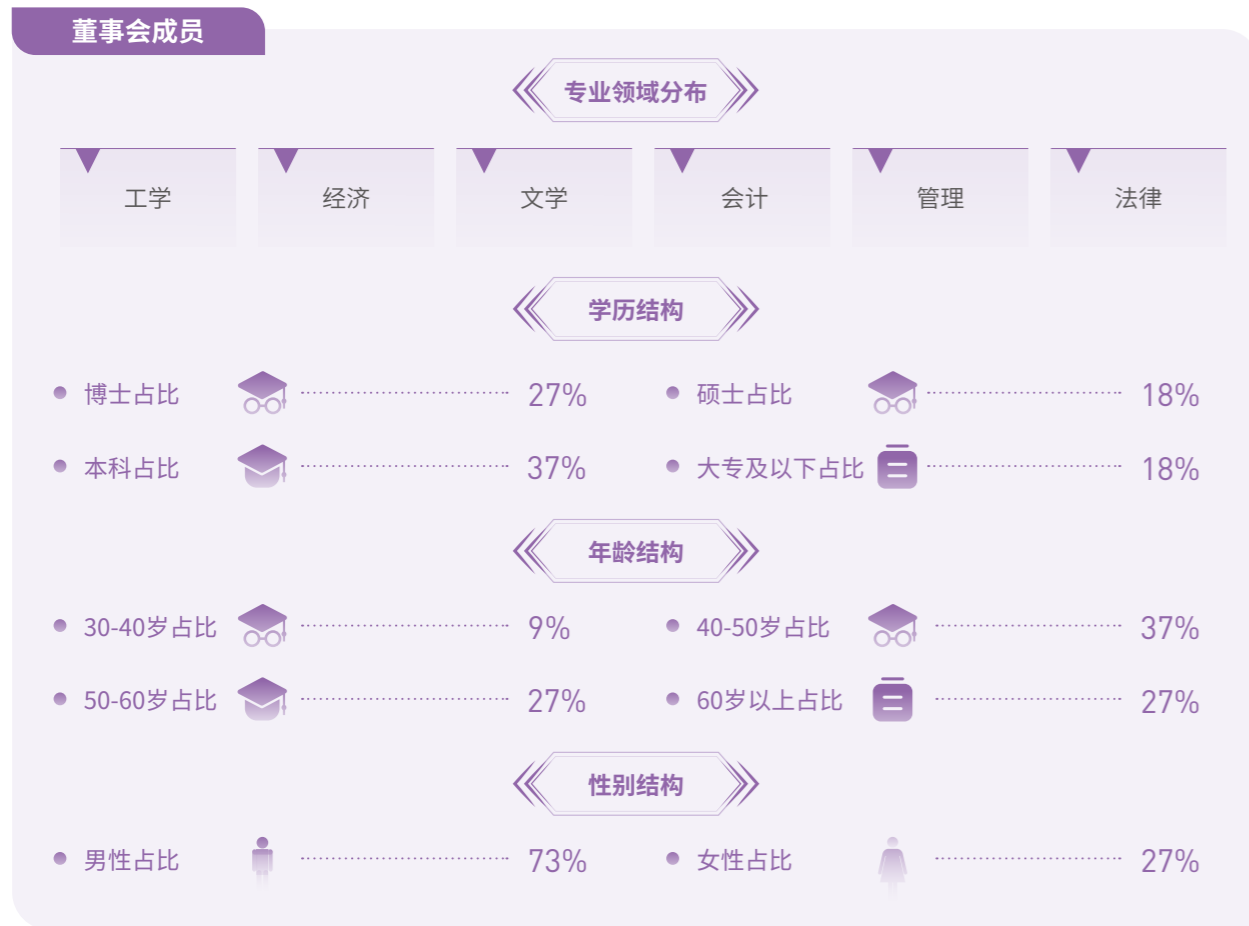 董事会成员
专业领域分布
工学 经济 文学 会计 管理 法律
学历结构
博士占比 27% 硕士占比 18%
本科占比 37% 大专及以下占比 18%
年龄结构
30-40岁占比 9% 40-50岁占比 37%
50-60岁占比 27% 60岁以上占比 27%
性别结构
男性占比 73% 女性占比 27%